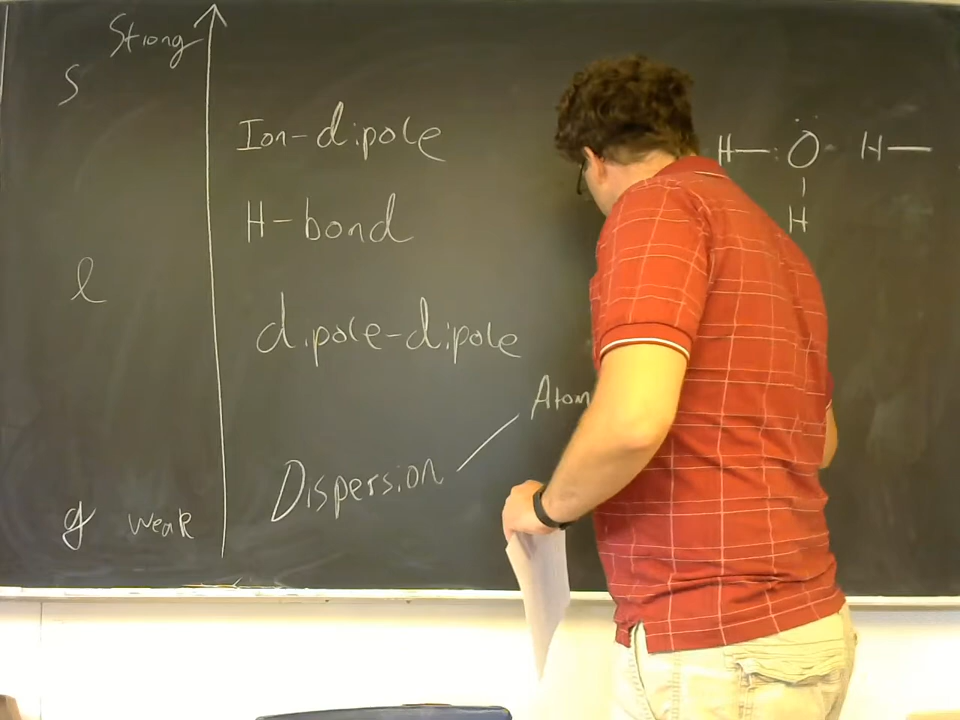 Strong
S
Ion-dipole
H-bond
l
dipole-dipole
Atom
Dispersion
g weak
H—:O H—
H